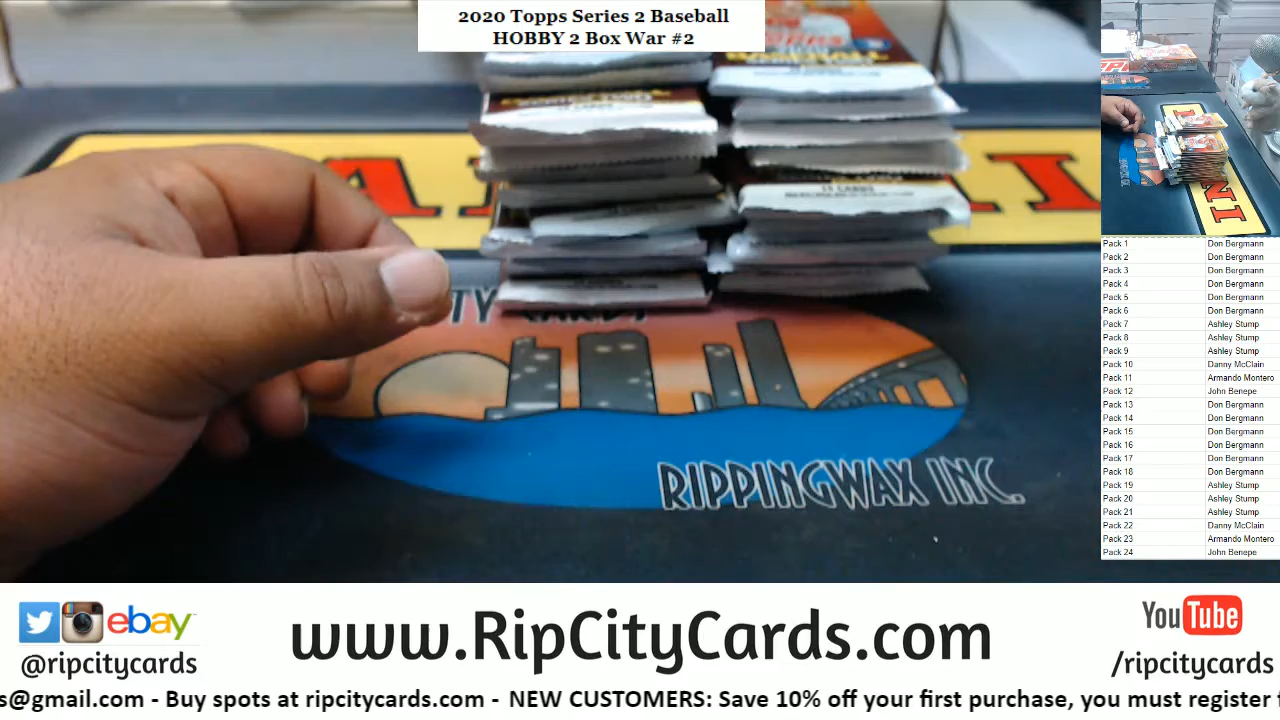 2020 Topps Series 2 Baseball
HOBBY 2 Box War #2
RIPPINGWAX INC.
Pack 1 Don Bergmann
Pack 2 Don Bergmann
Pack 3 Don Bergmann
Pack 4 Don Bergmann
Pack 5 Don Bergmann
Pack 6 Don Bergmann
Pack 7 Ashley Stump
Pack 8 Ashley Stump
Pack 9 Ashley Stump
Pack 10 Danny McClain
Pack 11 Armando Montero
Pack 12 John Benepe
Pack 13 Don Bergmann
Pack 14 Don Bergmann
Pack 15 Don Bergmann
Pack 16 Don Bergmann
Pack 17 Don Bergmann
Pack 18 Don Bergmann
Pack 19 Ashley Stump
Pack 20 Ashley Stump
Pack 21 Ashley Stump
Pack 22 Danny McClain
Pack 23 Armando Montero
Pack 24 John Benepe
ebay
@ripcitycards
www.RipCityCards.com
YouTube
/ripcitycards
s@gmail.com - Buy spots at ripcitycards.com - NEW CUSTOMERS: Save 10% off your first purchase, you must register f